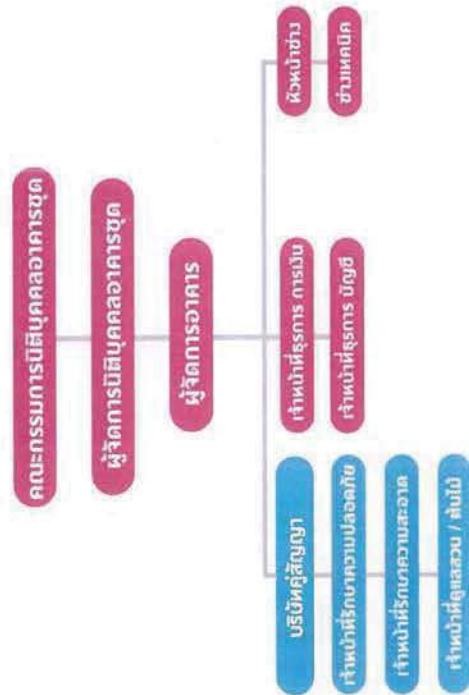 คณะกรรมการนิติบุคคลอาคารชุด
ผู้จัดการนิติบุคคลอาคารชุด
ผู้จัดการอาคาร
บริษัทคู่สัญญา
เจ้าหน้าที่รักษาความปลอดภัย
เจ้าหน้าที่รักษาความสะอาด
เจ้าหน้าที่ดูแลสวน / ต้นไม้
เจ้าหน้าที่ธุรการ การเงิน
เจ้าหน้าที่ธุรการ บัญชี
หัวหน้าช่าง
ช่างเทคนิค